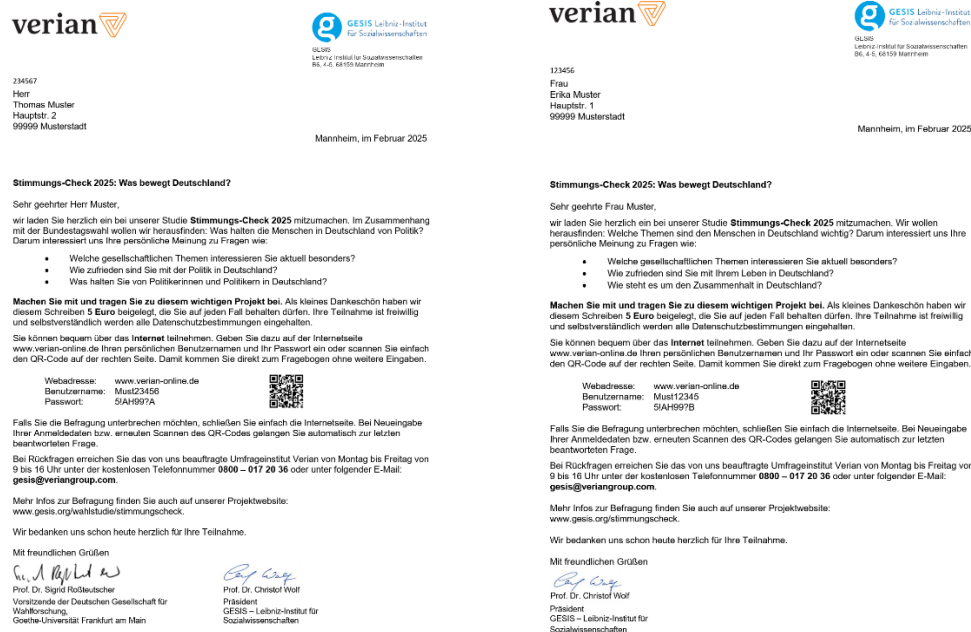 verian
GESIS Leibniz-Institut
für Sozialwissenschaften
GESIS
Leibniz-Institut für Sozialwissenschaften
B6, 4-5, 68159 Mannheim
234567
Herr
Thomas Muster
Hauptstr. 2
99999 Musterstadt
Mannheim, im Februar 2025
Stimmungs-Check 2025: Was bewegt Deutschland?
Sehr geehrter Herr Muster,
wir laden Sie herzlich ein bei unserer Studie Stimmungs-Check 2025 mitzumachen. Im Zusammenhang
mit der Bundestagswahl wollen wir herausfinden: Was halten die Menschen in Deutschland von Politik?
Darum interessiert uns Ihre persönliche Meinung zu Fragen wie:
• Welche gesellschaftlichen Themen interessieren Sie aktuell besonders?
• Wie zufrieden sind Sie mit der Politik in Deutschland?
• Was halten Sie von Politikerinnen und Politikern in Deutschland?
Machen Sie mit und tragen Sie zu diesem wichtigen Projekt bei. Als kleines Dankeschön haben wir
diesem Schreiben 5 Euro beigelegt, die Sie auf jeden Fall behalten dürfen. Ihre Teilnahme ist freiwillig
und selbstverständlich werden alle Datenschutzbestimmungen eingehalten.
Sie können bequem über das Internet teilnehmen. Geben Sie dazu auf der Internetseite
www.verian-online.de Ihren persönlichen Benutzernamen und Ihr Passwort ein oder scannen Sie einfach
den QR-Code auf der rechten Seite. Damit kommen Sie direkt zum Fragebogen ohne weitere Eingaben.
Webadresse: www.verian-online.de
Benutzername: Must23456
Passwort: 5!AH99?A
Falls Sie die Befragung unterbrechen möchten, schließen Sie einfach die Internetseite. Bei Neueingabe
Ihrer Anmeldedaten bzw. erneuten Scannen des QR-Codes gelangen Sie automatisch zur letzten
beantworteten Frage.
Bei Rückfragen erreichen Sie das von uns beauftragte Umfrageinstitut Verian von Montag bis Freitag von
9 bis 16 Uhr unter der kostenlosen Telefonnummer 0800 – 017 20 36 oder unter folgender E-Mail:
gesis@veriangroup.com.
Mehr Infos zur Befragung finden Sie auch auf unserer Projektwebsite:
www.gesis.org/wahlstudie/stimmungscheck.
Wir bedanken uns schon heute herzlich für Ihre Teilnahme.
Mit freundlichen Grüßen
Prof. Dr. Sigrid Roßteutscher
Vorsitzende der Deutschen Gesellschaft für
Wahlforschung,
Goethe-Universität Frankfurt am Main
Prof. Dr. Christof Wolf
Präsident
GESIS – Leibniz-Institut für
Sozialwissenschaften
verian
GESIS Leibniz-Institut
für Sozialwissenschaften
GESIS
Leibniz-Institut für Sozialwissenschaften
B6, 4-5, 68159 Mannheim
123456
Frau
Erika Muster
Hauptstr. 1
99999 Musterstadt
Mannheim, im Februar 2025
Stimmungs-Check 2025: Was bewegt Deutschland?
Sehr geehrte Frau Muster,
wir laden Sie herzlich ein bei unserer Studie Stimmungs-Check 2025 mitzumachen. Wir wollen
herausfinden: Welche Themen sind den Menschen in Deutschland wichtig? Darum interessiert uns Ihre
persönliche Meinung zu Fragen wie:
• Welche gesellschaftlichen Themen interessieren Sie aktuell besonders?
• Wie zufrieden sind Sie mit Ihrem Leben in Deutschland?
• Wie steht es um den Zusammenhalt in Deutschland?
Machen Sie mit und tragen Sie zu diesem wichtigen Projekt bei. Als kleines Dankeschön haben wir
diesem Schreiben 5 Euro beigelegt, die Sie auf jeden Fall behalten dürfen. Ihre Teilnahme ist freiwillig
und selbstverständlich werden alle Datenschutzbestimmungen eingehalten.
Sie können bequem über das Internet teilnehmen. Geben Sie dazu auf der Internetseite
www.verian-online.de Ihren persönlichen Benutzernamen und Ihr Passwort ein oder scannen Sie einfach
den QR-Code auf der rechten Seite. Damit kommen Sie direkt zum Fragebogen ohne weitere Eingaben.
Webadresse: www.verian-online.de
Benutzername: Must12345
Passwort: 5!AH99?B
Falls Sie die Befragung unterbrechen möchten, schließen Sie einfach die Internetseite. Bei Neueingabe
Ihrer Anmeldedaten bzw. erneuten Scannen des QR-Codes gelangen Sie automatisch zur letzten
beantworteten Frage.
Bei Rückfragen erreichen Sie das von uns beauftragte Umfrageinstitut Verian von Montag bis Freitag von
9 bis 16 Uhr unter der kostenlosen Telefonnummer 0800 – 017 20 36 oder unter folgender E-Mail:
gesis@veriangroup.com.
Mehr Infos zur Befragung finden Sie auch auf unserer Projektwebsite:
www.gesis.org/stimmungscheck.
Wir bedanken uns schon heute herzlich für Ihre Teilnahme.
Mit freundlichen Grüßen
Prof. Dr. Christof Wolf
Präsident
GESIS – Leibniz-Institut für
Sozialwissenschaften